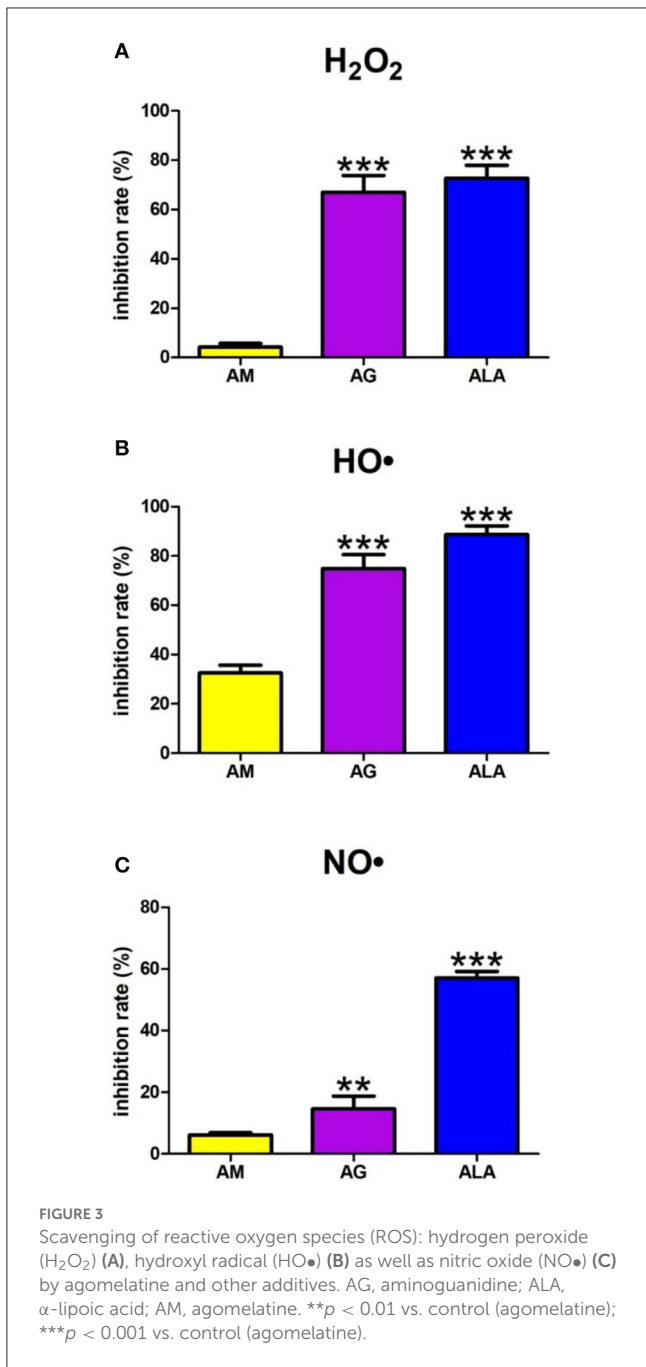 A
H₂O₂
inhibition rate (%)
100
80
60
40
20
0
***
***
AM AG ALA
B
HO•
inhibition rate (%)
100
80
60
40
20
0
***
***
AM AG ALA
C
NO•
inhibition rate (%)
80
60
40
20
0
**
***
AM AG ALA
FIGURE 3
Scavenging of reactive oxygen species (ROS): hydrogen peroxide
(H₂O₂) (A), hydroxyl radical (HO●) (B) as well as nitric oxide (NO●) (C)
by agomelatine and other additives. AG, aminoguanidine; ALA,
α-lipoic acid; AM, agomelatine. **p < 0.01 vs. control (agomelatine);
***p < 0.001 vs. control (agomelatine).